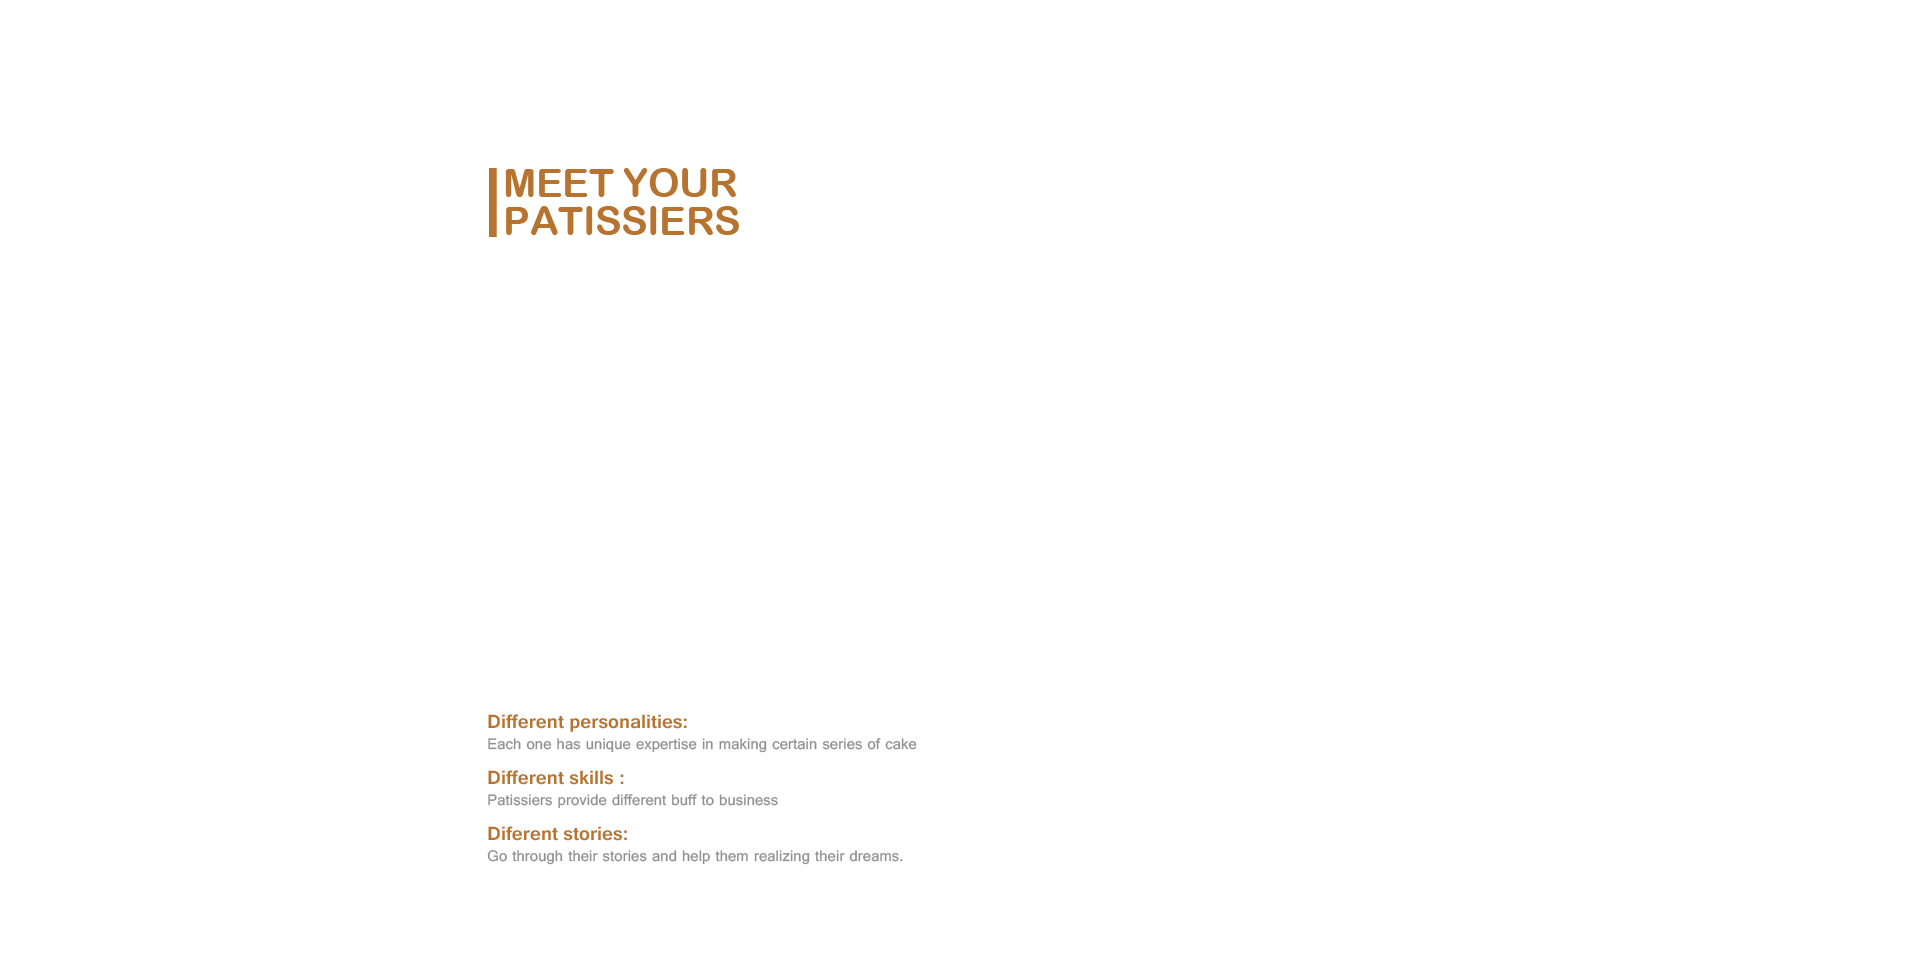 MEET YOUR
PATISSIERS
Different personalities:
Each one has unique expertise in making certain series of cake
Different skills :
Patissiers provide different buff to business
Diferent stories:
Go through their stories and help them realizing their dreams.